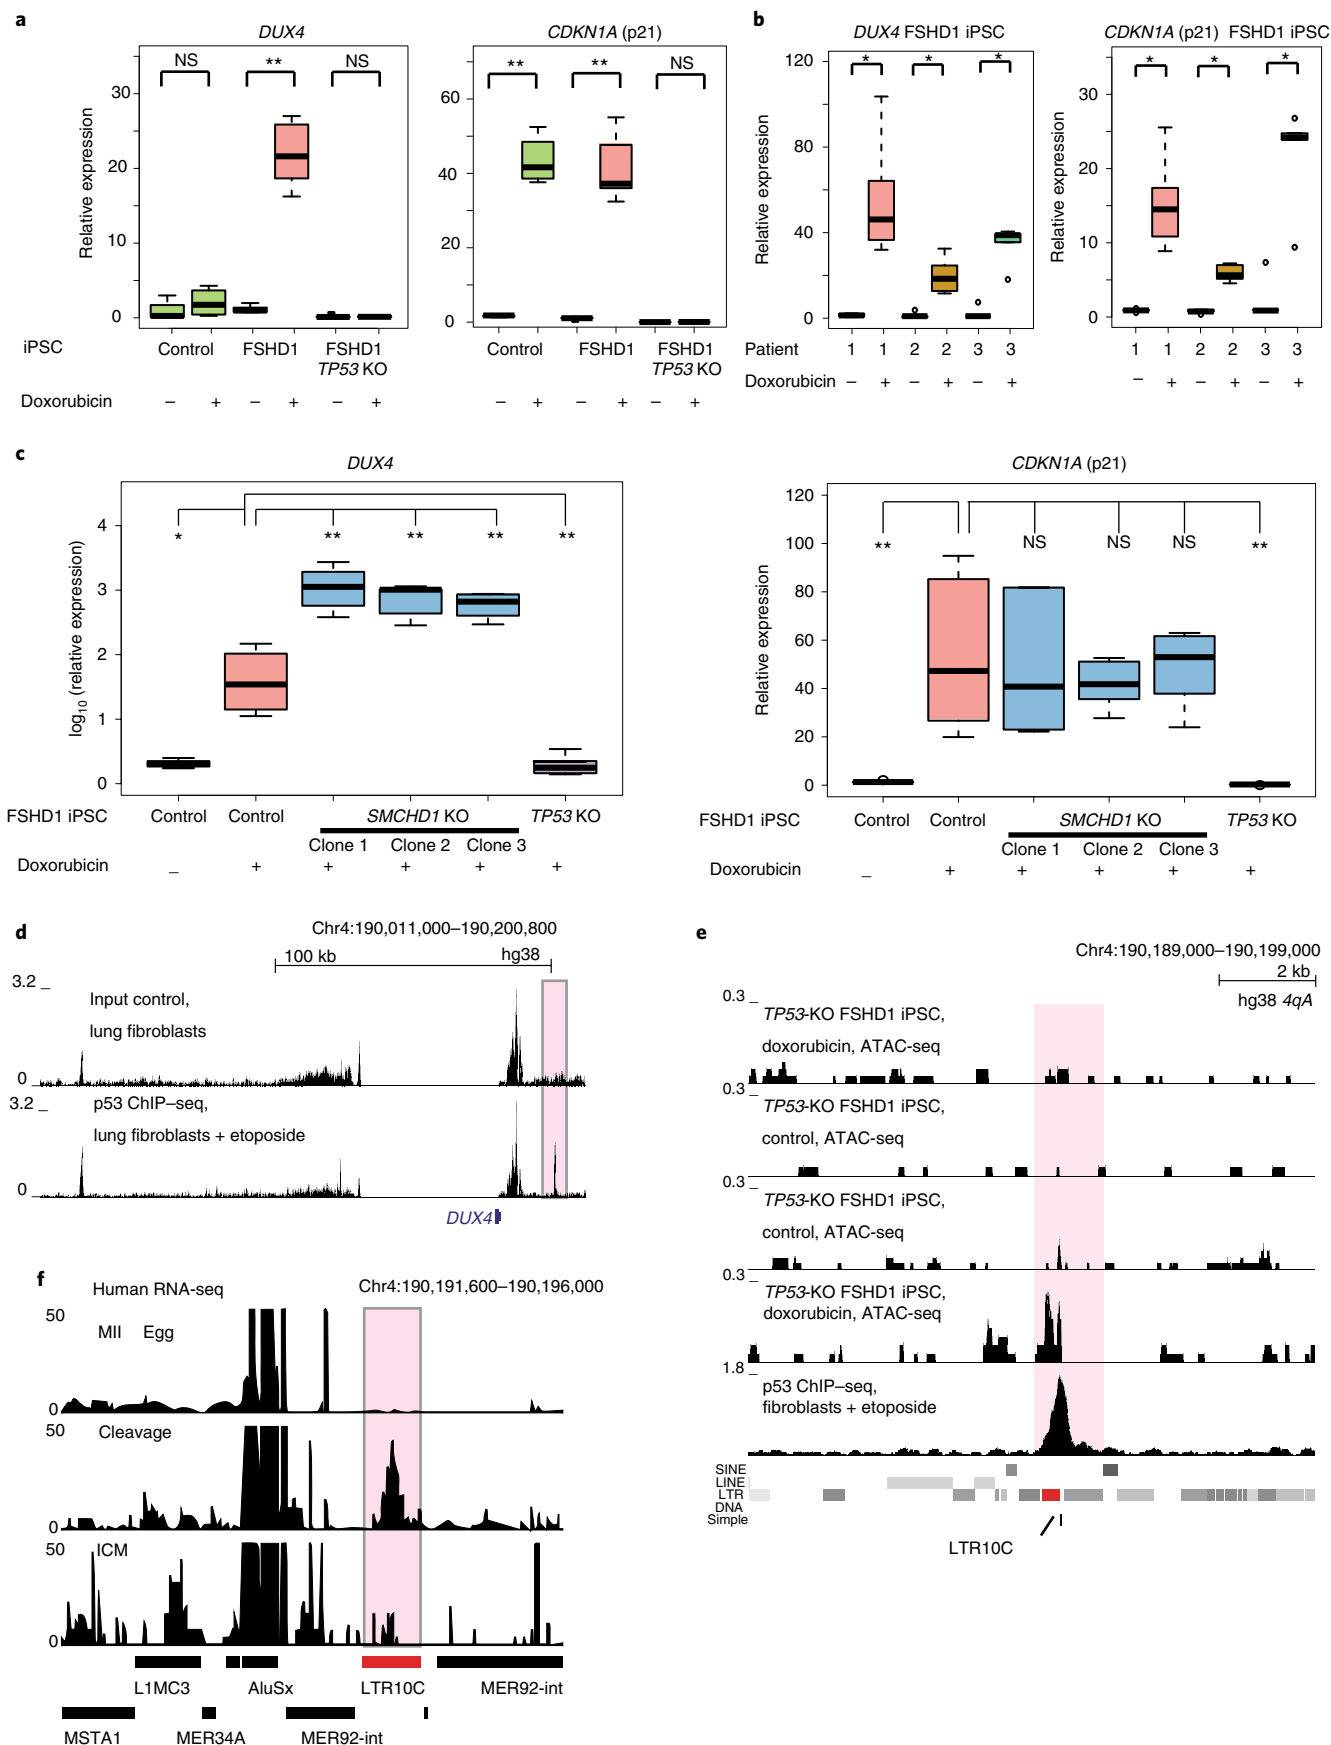 a
DUX4
CDKN1A (p21)
NS ** NS
** ** NS
Relative expression
30
20
10
0
60
40
20
0
iPSC
Control FSHD1 FSHD1 TP53 KO
Control FSHD1 FSHD1 TP53 KO
Doxorubicin – + – + – + – + – + – +
b
DUX4 FSHD1 iPSC
CDKN1A (p21) FSHD1 iPSC
* * *
* * *
Relative expression
120
80
40
0
Relative expression
30
20
10
0
Patient 1 1 2 2 3 3 1 1 2 2 3 3
Doxorubicin – + – + – + – + – + – +
c
DUX4
* ** ** ** **
log10 (relative expression)
4
3
2
1
0
FSHD1 iPSC Control Control SMCHD1 KO TP53 KO
Clone 1 Clone 2 Clone 3
Doxorubicin – + + + + +
CDKN1A (p21)
** NS NS NS **
Relative expression
120
100
80
60
40
20
0
FSHD1 iPSC Control Control SMCHD1 KO TP53 KO
Clone 1 Clone 2 Clone 3
Doxorubicin – + + + + +
d
Chr4:190,011,000–190,200,800
100 kb hg38
3.2
Input control,
lung fibroblasts
0
3.2
p53 ChIP–seq,
lung fibroblasts + etoposide
0
DUX4
e
Chr4:190,189,000–190,199,000
2 kb
hg38 4qA
0.3
TP53-KO FSHD1 iPSC,
doxorubicin, ATAC-seq
0.3
TP53-KO FSHD1 iPSC,
control, ATAC-seq
0.3
TP53-KO FSHD1 iPSC,
control, ATAC-seq
0.3
TP53-KO FSHD1 iPSC,
doxorubicin, ATAC-seq
1.8
p53 ChIP–seq,
fibroblasts + etoposide
SINE
LINE
LTR
DNA
Simple
LTR10C
f
Human RNA-seq
Chr4:190,191,600–190,196,000
50
MII Egg
0
50
Cleavage
0
50
ICM
0
L1MC3 AluSx LTR10C MER92-int
MSTA1 MER34A MER92-int